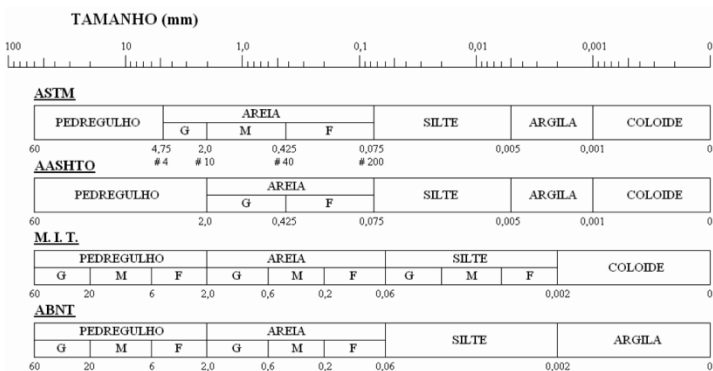 TAMANHO (mm)
100 10 1,0 0,1 0,01 0,001 0
ASTM
PEDREGULHO AREIA SILTE ARGILA COLOIDE
G M F
60 4,75 2,0 0,425 0,075 0,005 0,001 0
# 4 # 10 # 40 # 200
AASHTO
PEDREGULHO AREIA SILTE ARGILA COLOIDE
G F
60 2,0 0,425 0,075 0,005 0,001 0
M. I. T.
PEDREGULHO AREIA SILTE COLOIDE
G M F G M F G M F
60 20 6 2,0 0,6 0,2 0,06 0,002 0
ABNT
PEDREGULHO AREIA SILTE ARGILA
G M F G M F
60 20 6 2,0 0,6 0,2 0,06 0,002 0